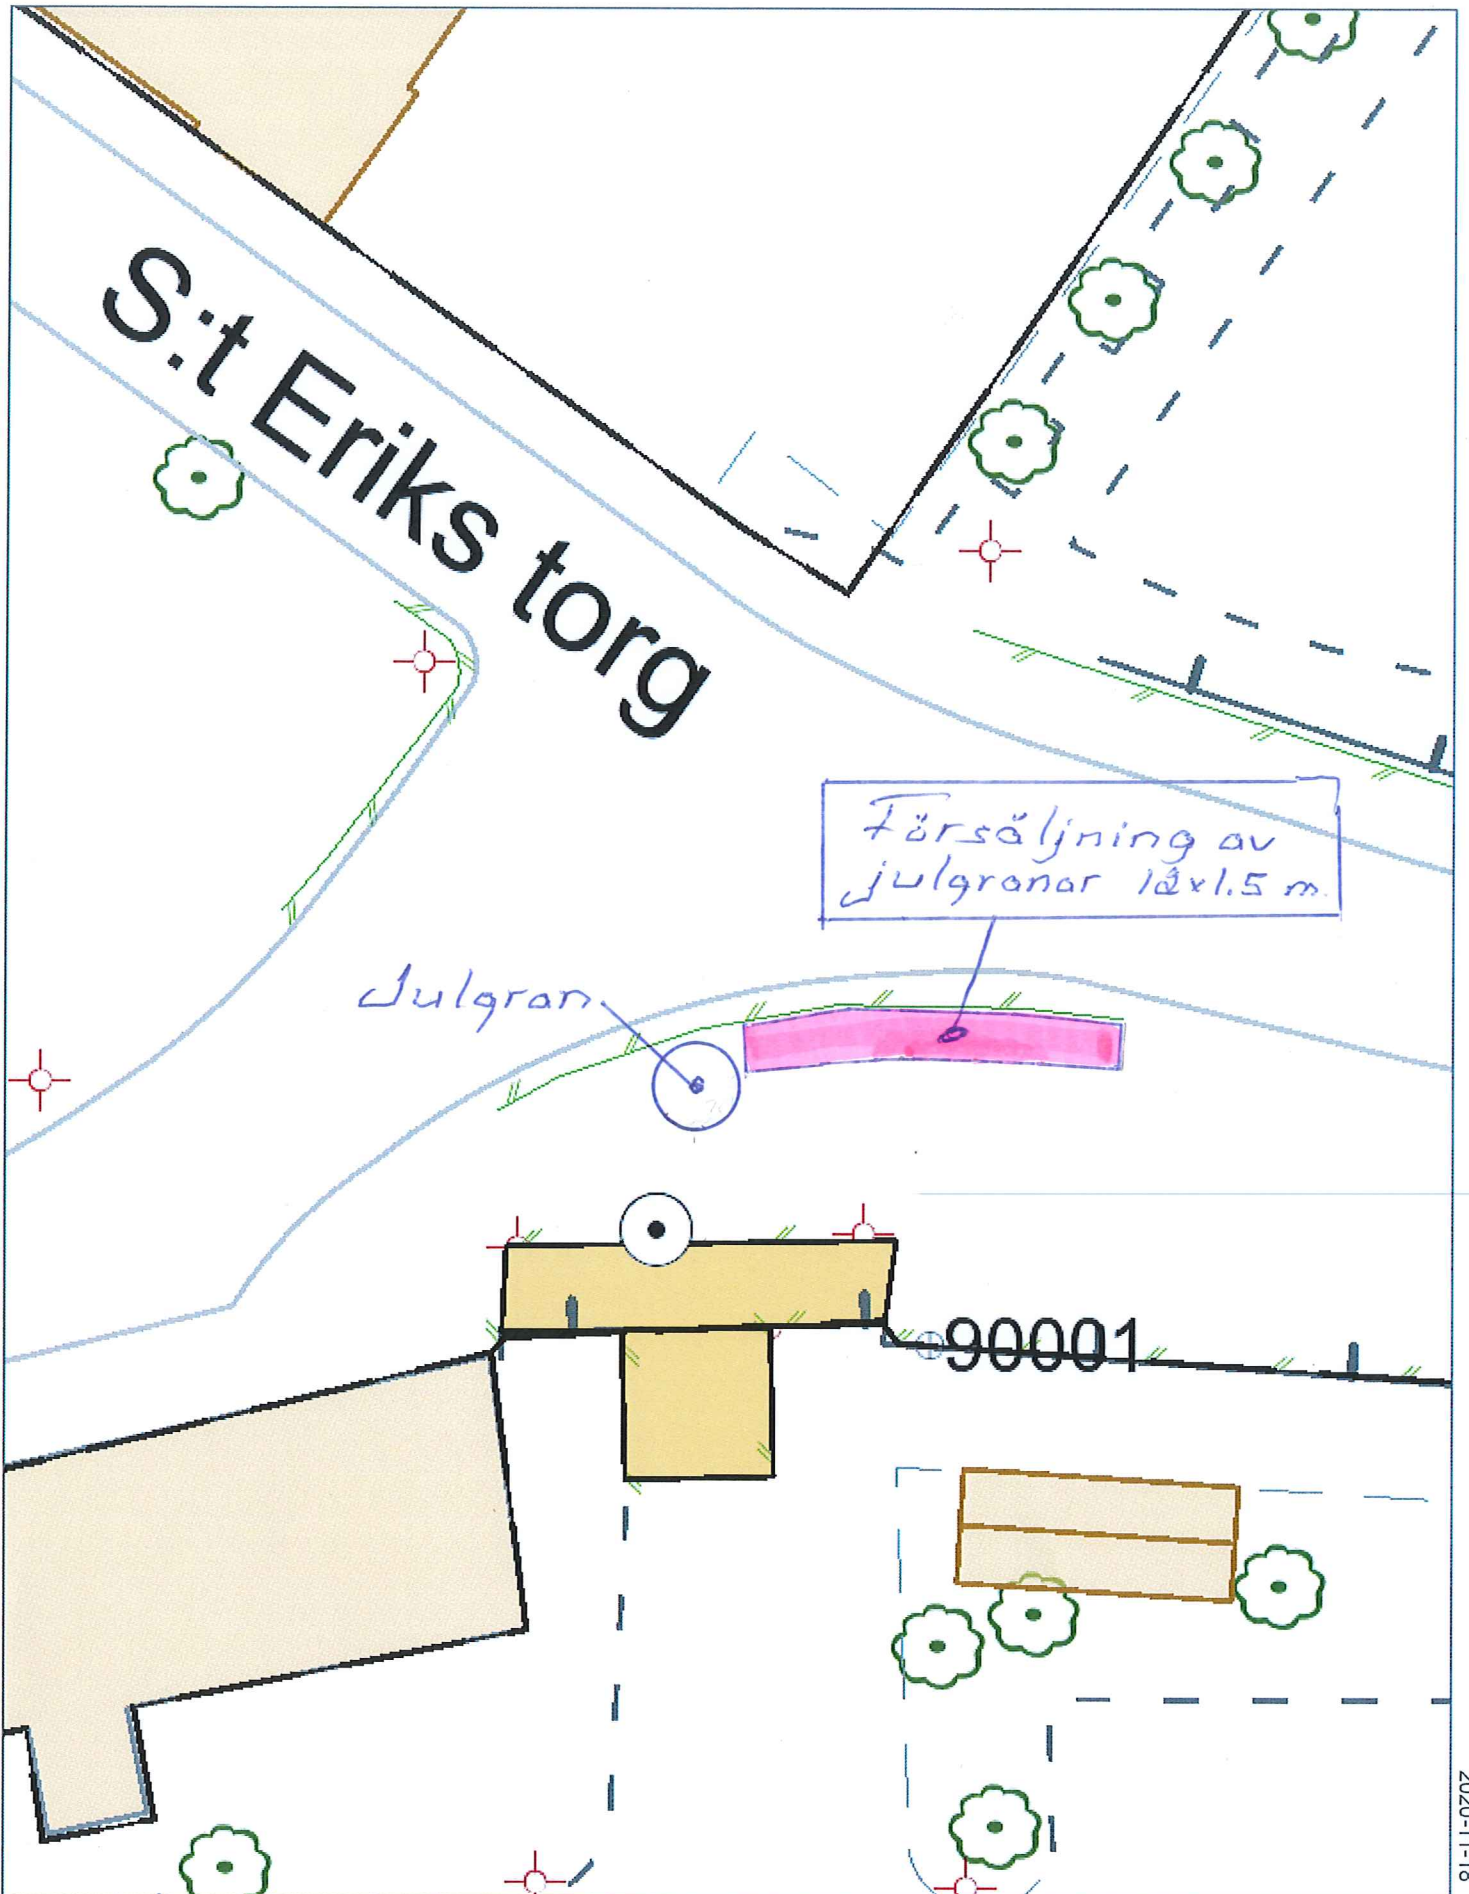 S:t Eriks torg
Försäljning av
julgranar 12x1.5 m.
Julgran
90001
2020-11-18